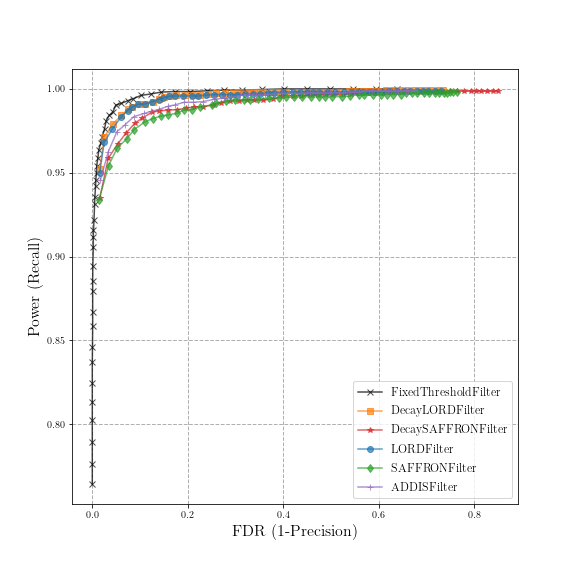 1.00
0.95
0.90
0.85
0.80
Power (Recall)
0.0 0.2 0.4 0.6 0.8
FDR (1-Precision)
FixedThresholdFilter
DecayLORDFilter
DecaySAFFRONFilter
LORDFilter
SAFFRONFilter
ADDISFilter